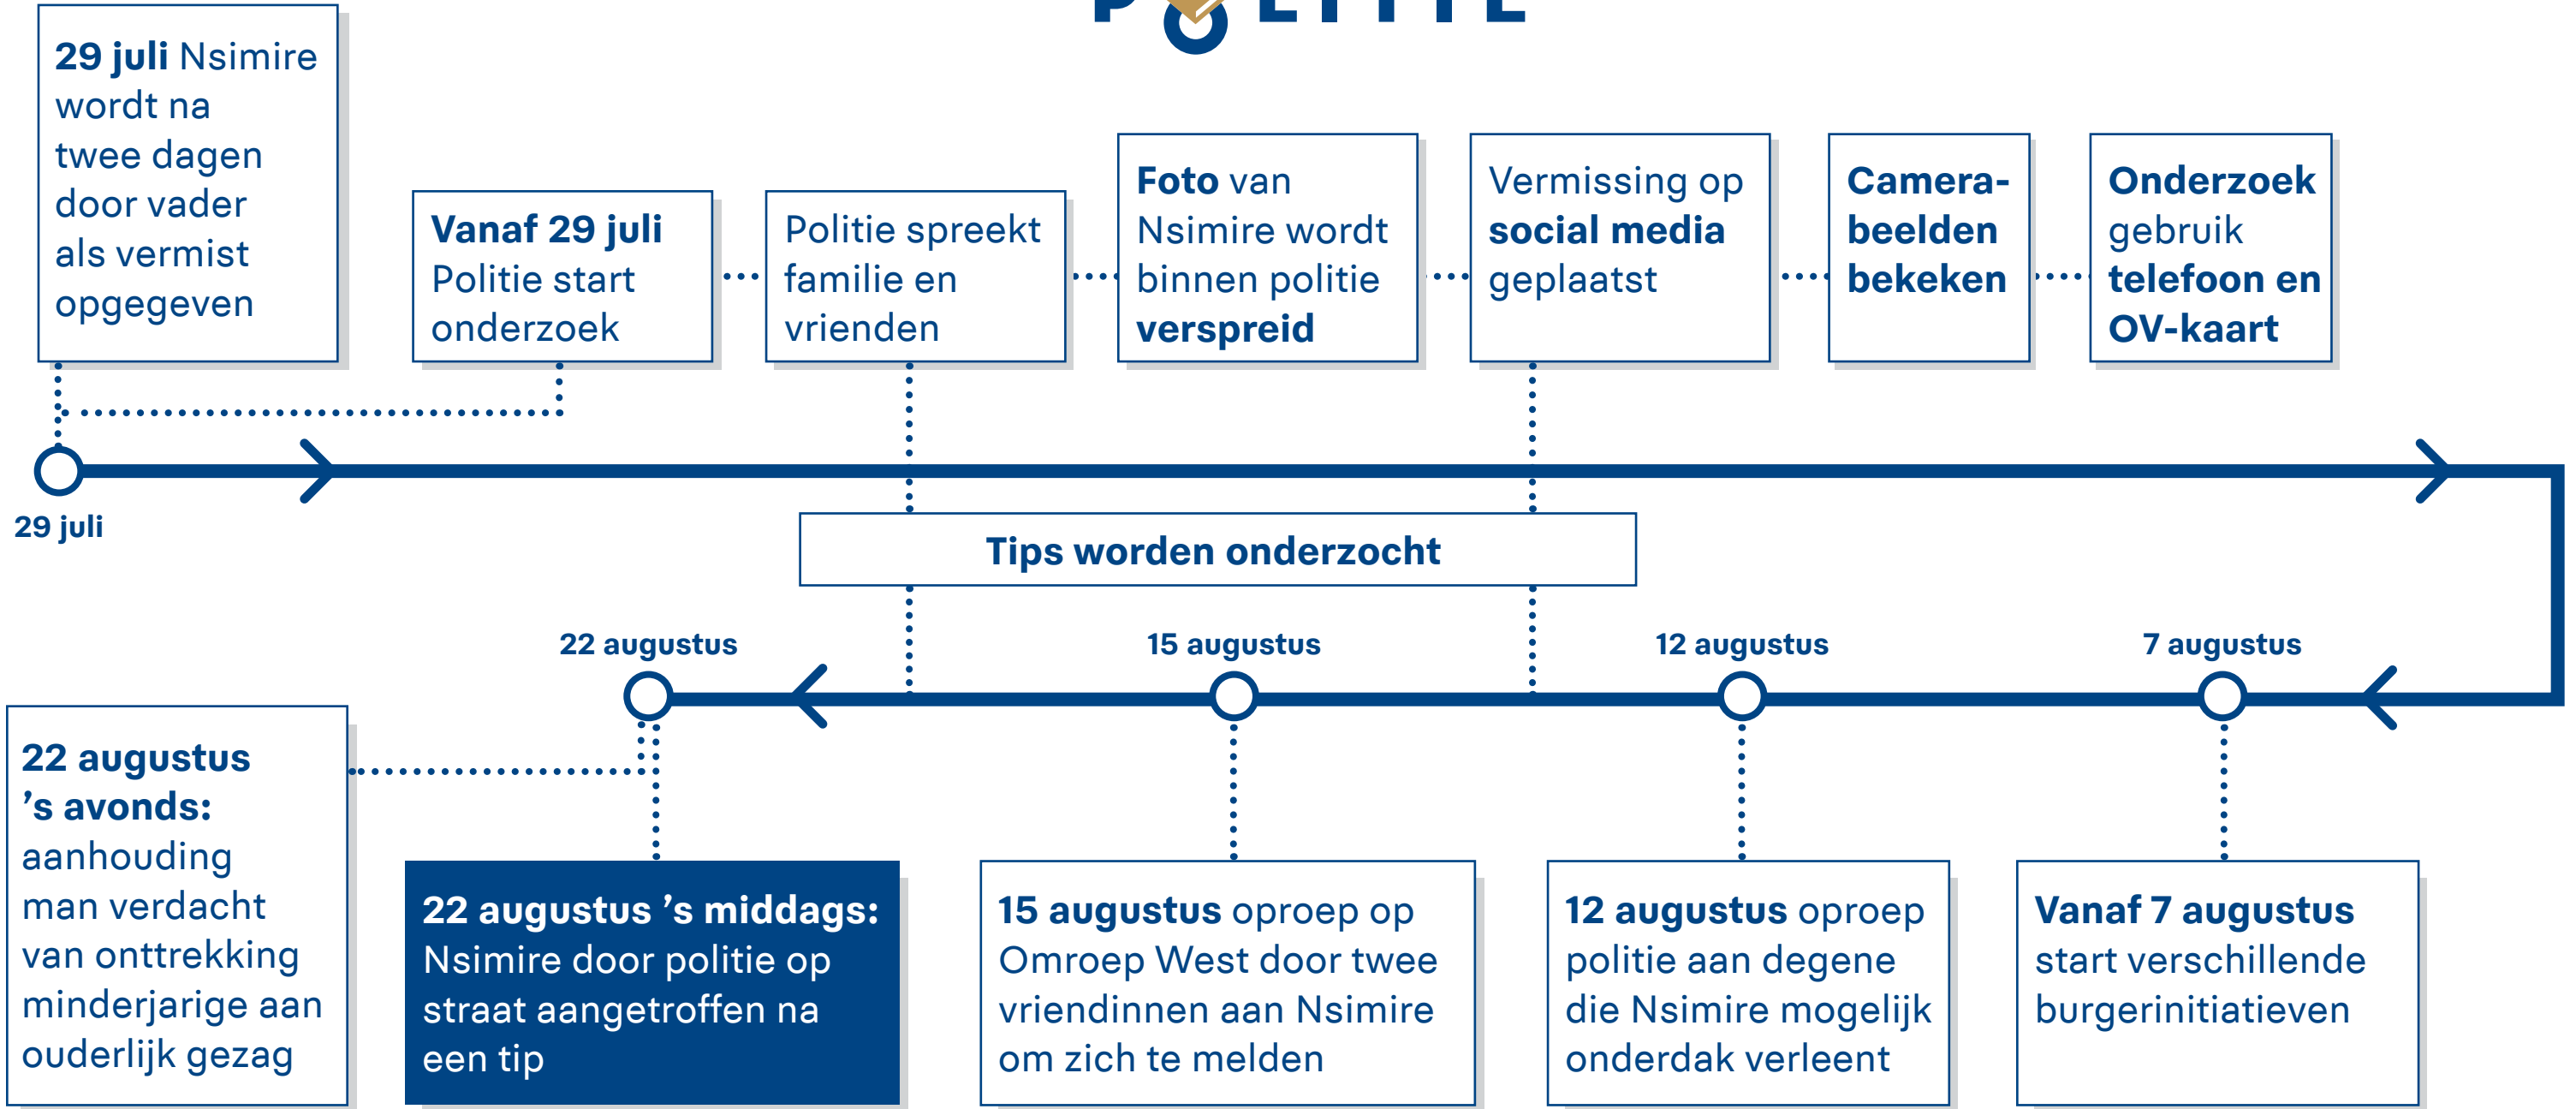 POLITIE
29 juli Nsimire
wordt na
twee dagen
door vader
als vermist
opgegeven
Vanaf 29 juli
Politie start
onderzoek
Politie spreekt
familie en
vrienden
Foto van
Nsimire wordt
binnen politie
verspreid
Vermissing op
social media
geplaatst
Camera-
beelden
bekeken
Onderzoek
gebruik
telefoon en
OV-kaart
29 juli
Tips worden onderzocht
22 augustus
15 augustus
12 augustus
7 augustus
22 augustus
’s avonds:
aanhouding
man verdacht
van onttrekking
minderjarige aan
ouderlijk gezag
22 augustus ’s middags:
Nsimire door politie op
straat aangetroffen na
een tip
15 augustus oproep op
Omroep West door twee
vriendinnen aan Nsimire
om zich te melden
12 augustus oproep
politie aan degene
die Nsimire mogelijk
onderdak verleent
Vanaf 7 augustus
start verschillende
burgerinitiatieven